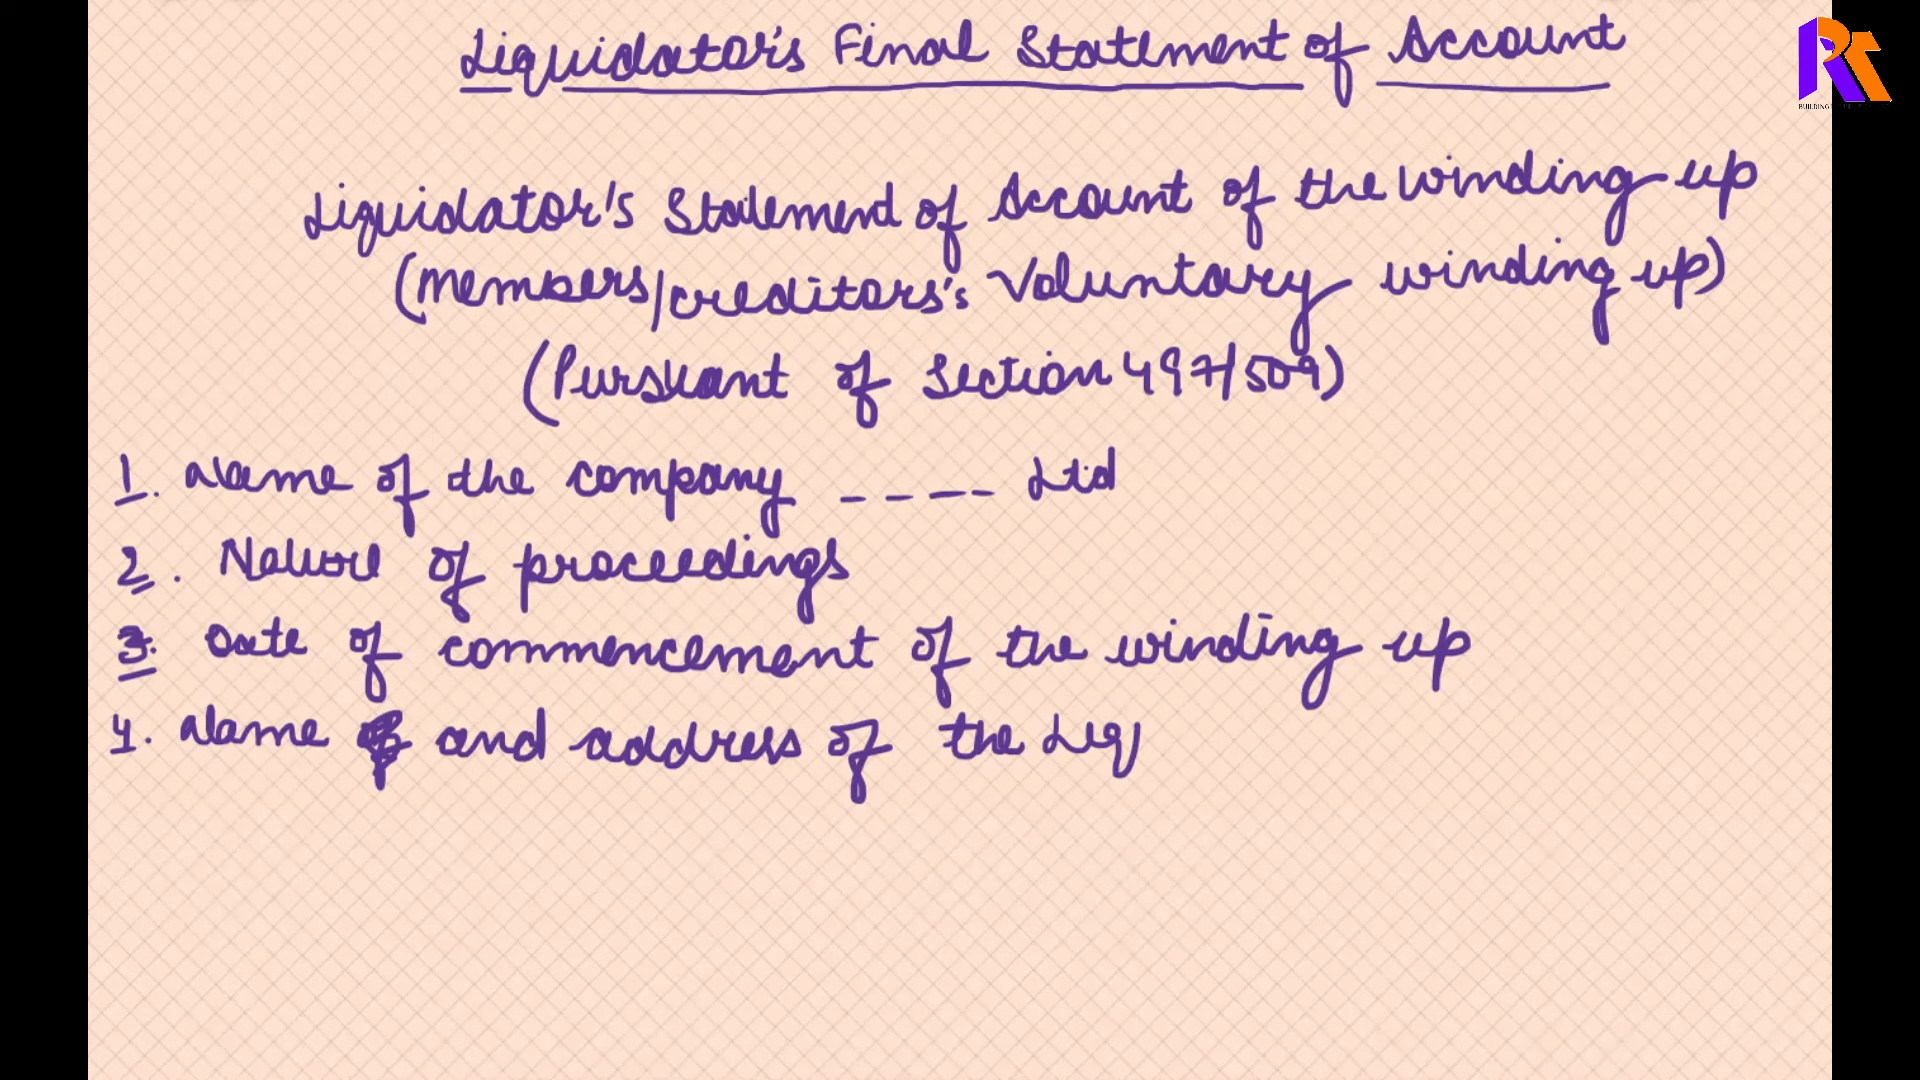 Liquidator's Final Statement of Account
Liquidator's Statement of Account of the winding up
(Members/creditors's Voluntary winding up)
(Pursuant of Section 497/509)
1. Name of the company ----- Ltd
2. Nature of proceedings
3. Date of commencement of the winding up
4. Name and address of the Liq
RT
BUILDING